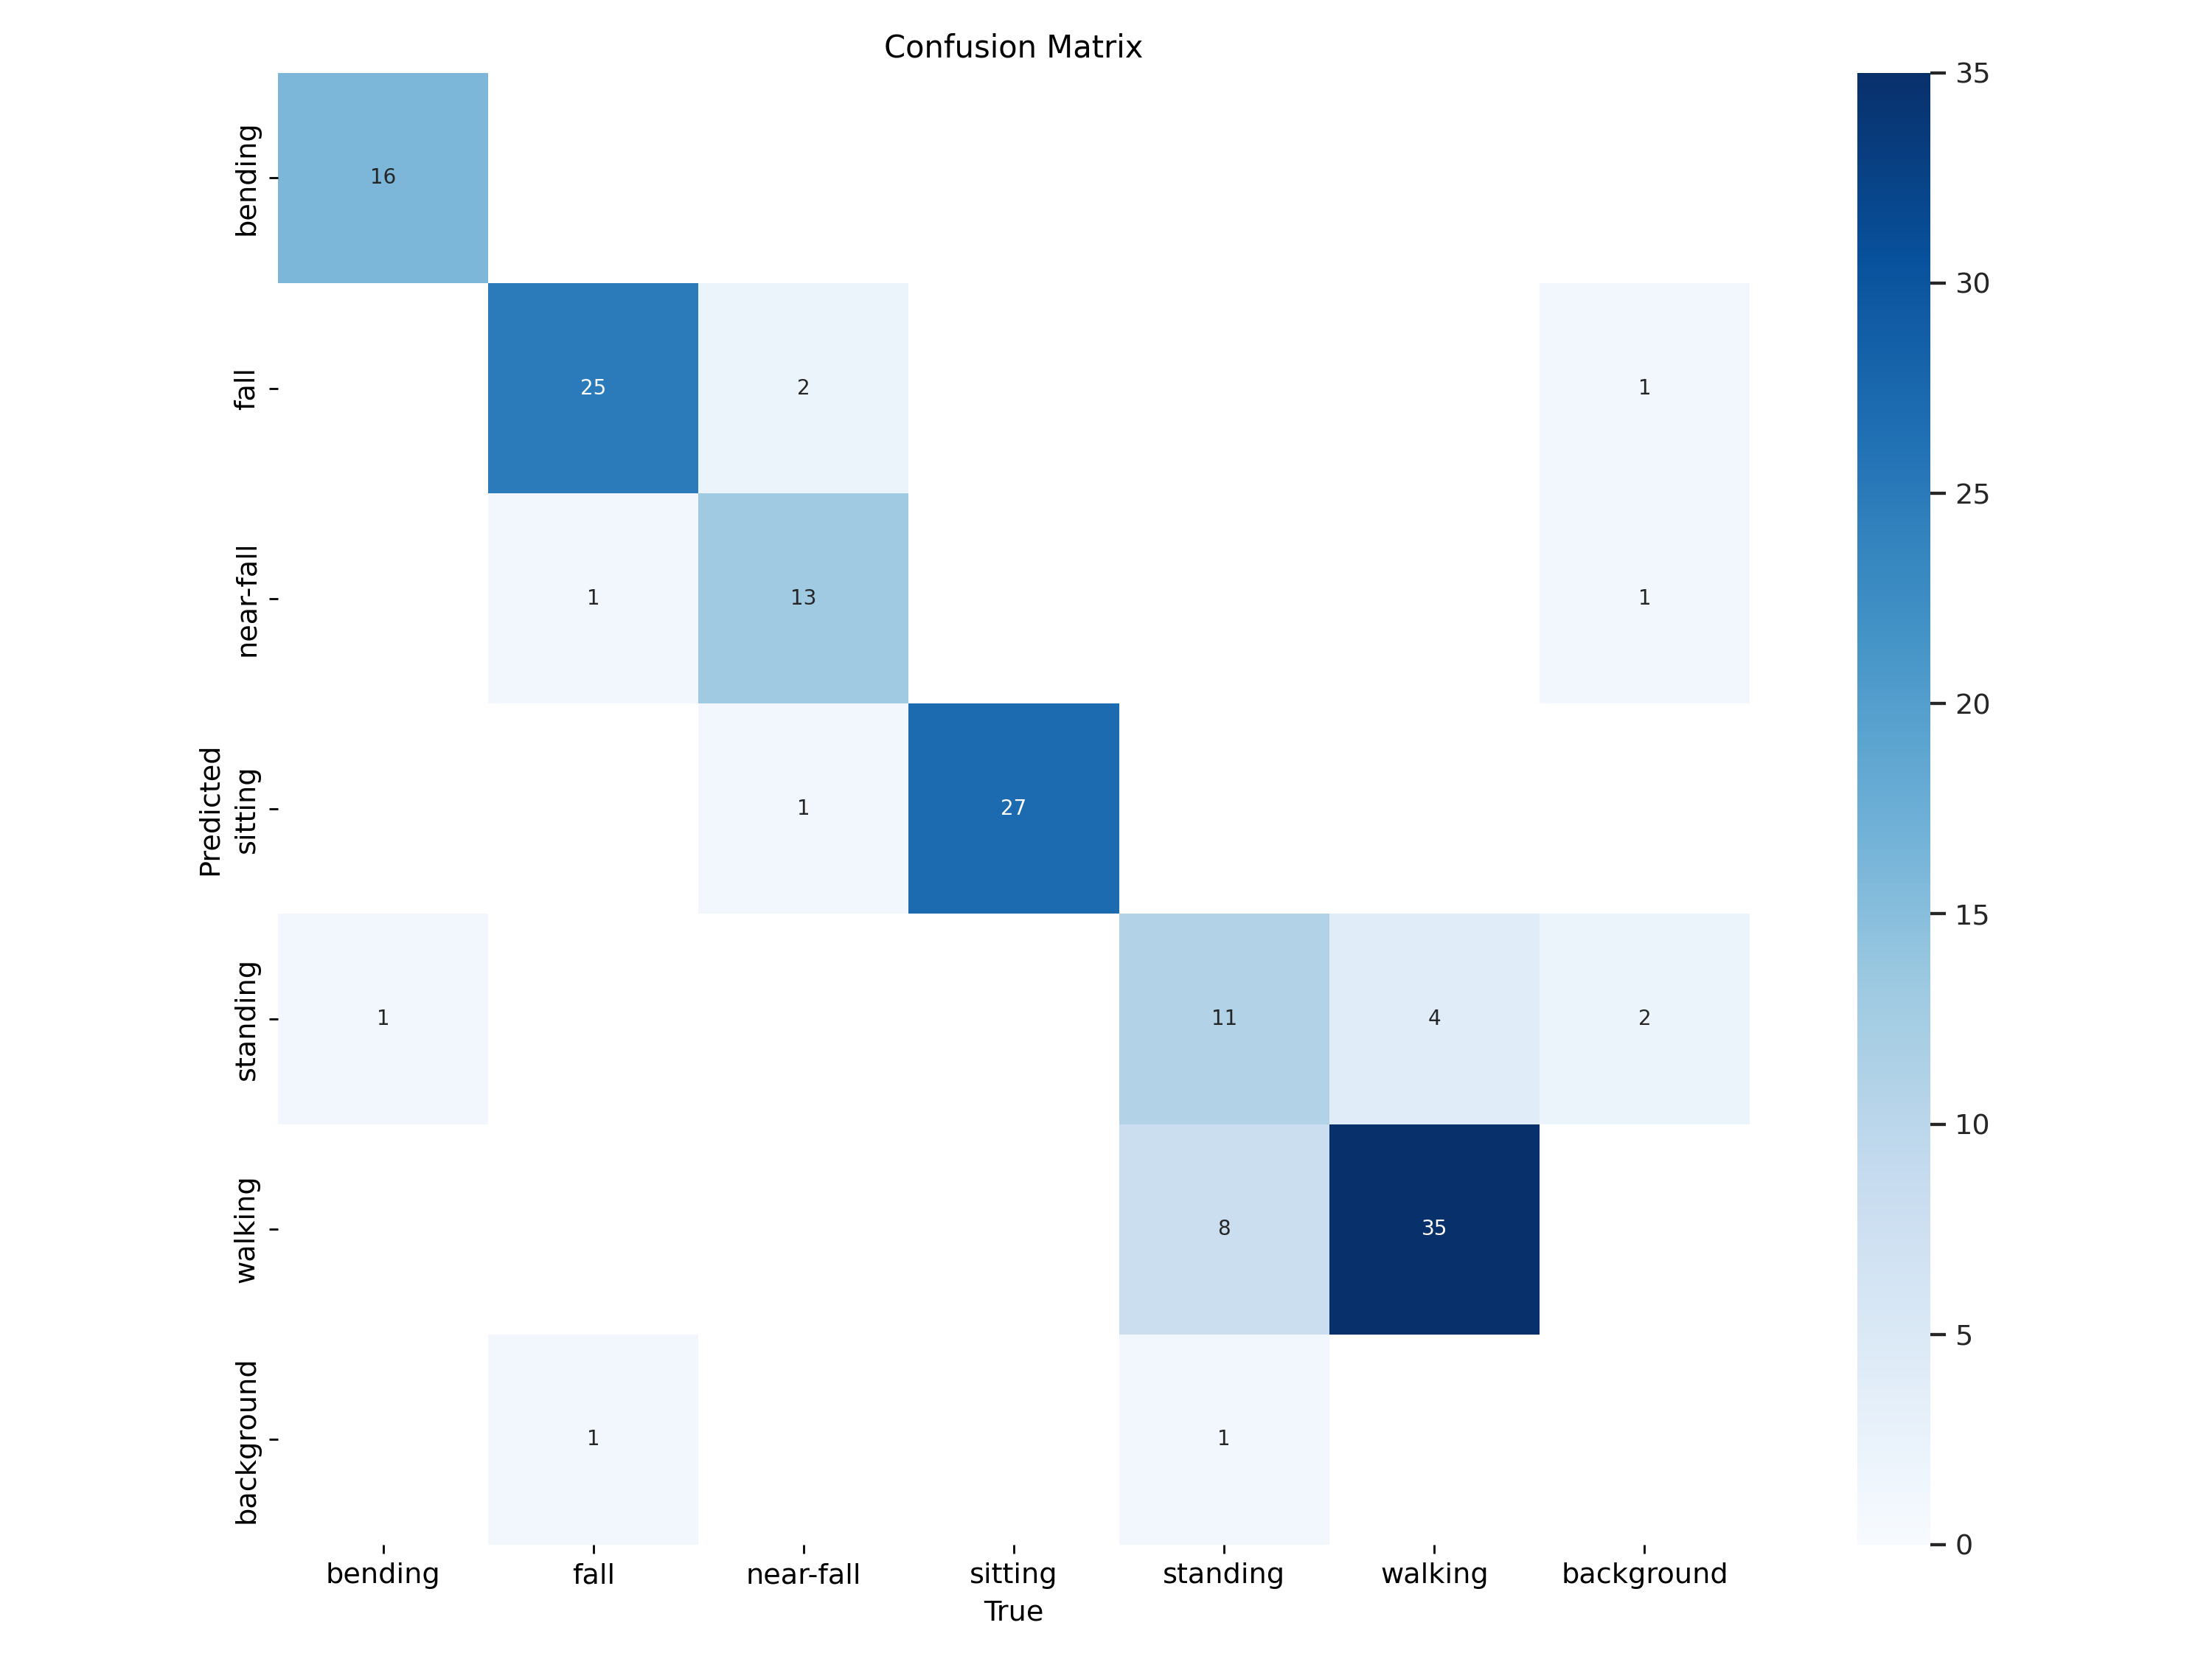 Confusion Matrix
bending
16
fall
25 2 1
near-fall
1 13 1
sitting
1 27
standing
1 11 4 2
walking
8 35
background
1 1
Predicted
bending fall near-fall sitting standing walking background
True
35
30
25
20
15
10
5
0